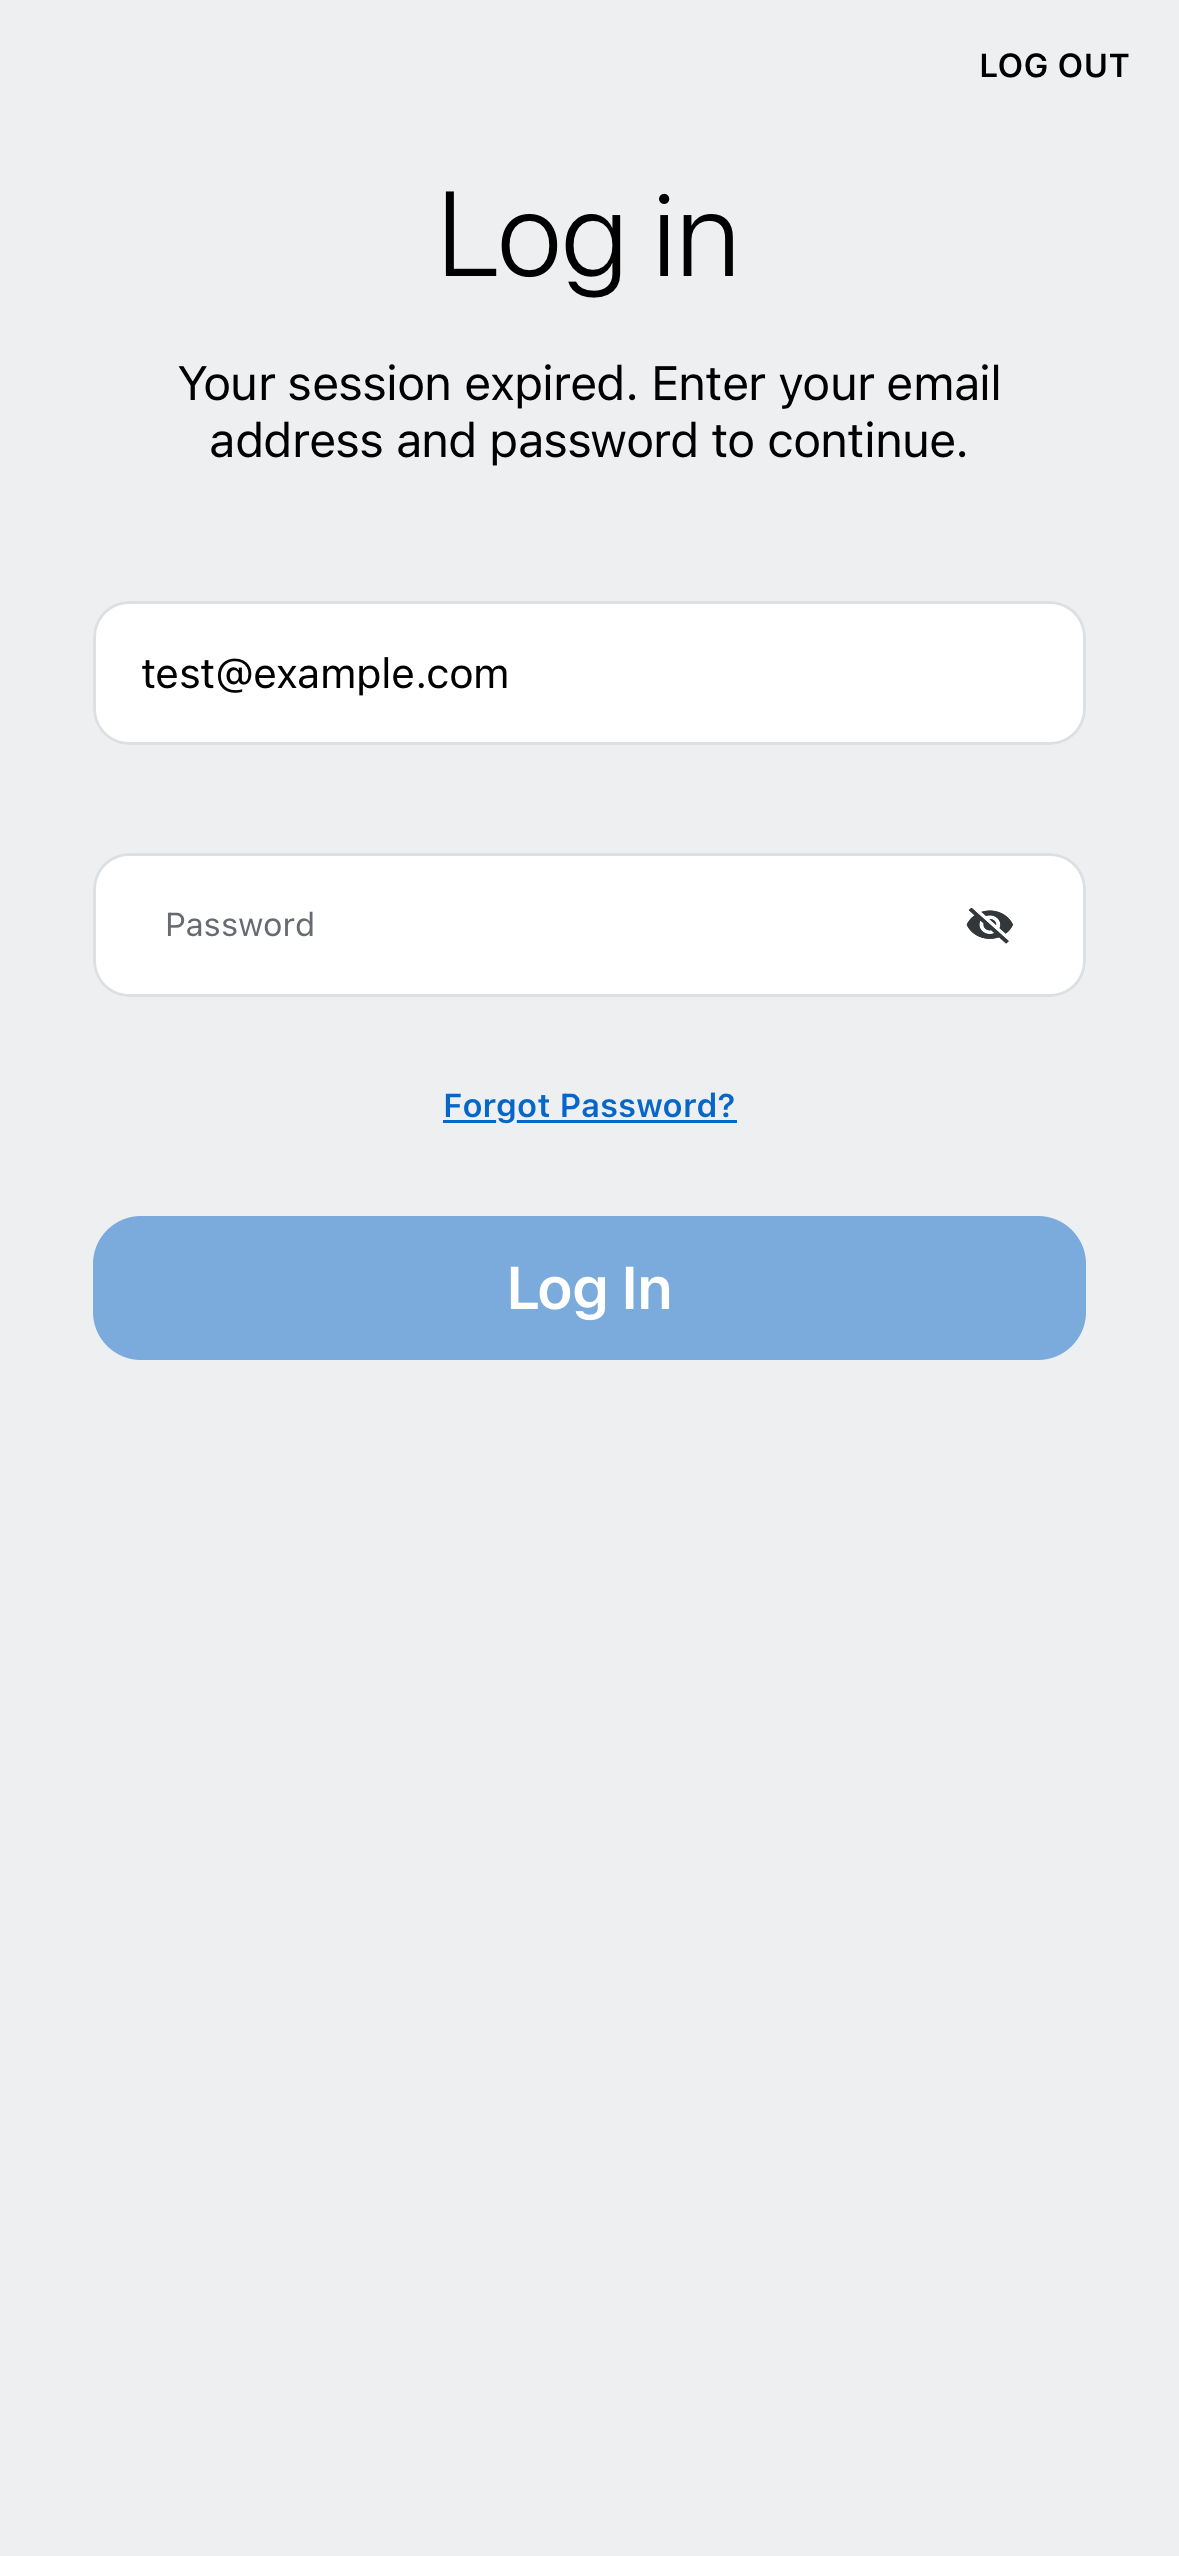 LOG OUT
Log in
Your session expired. Enter your email
address and password to continue.
test@example.com
Password
Forgot Password?
Log In